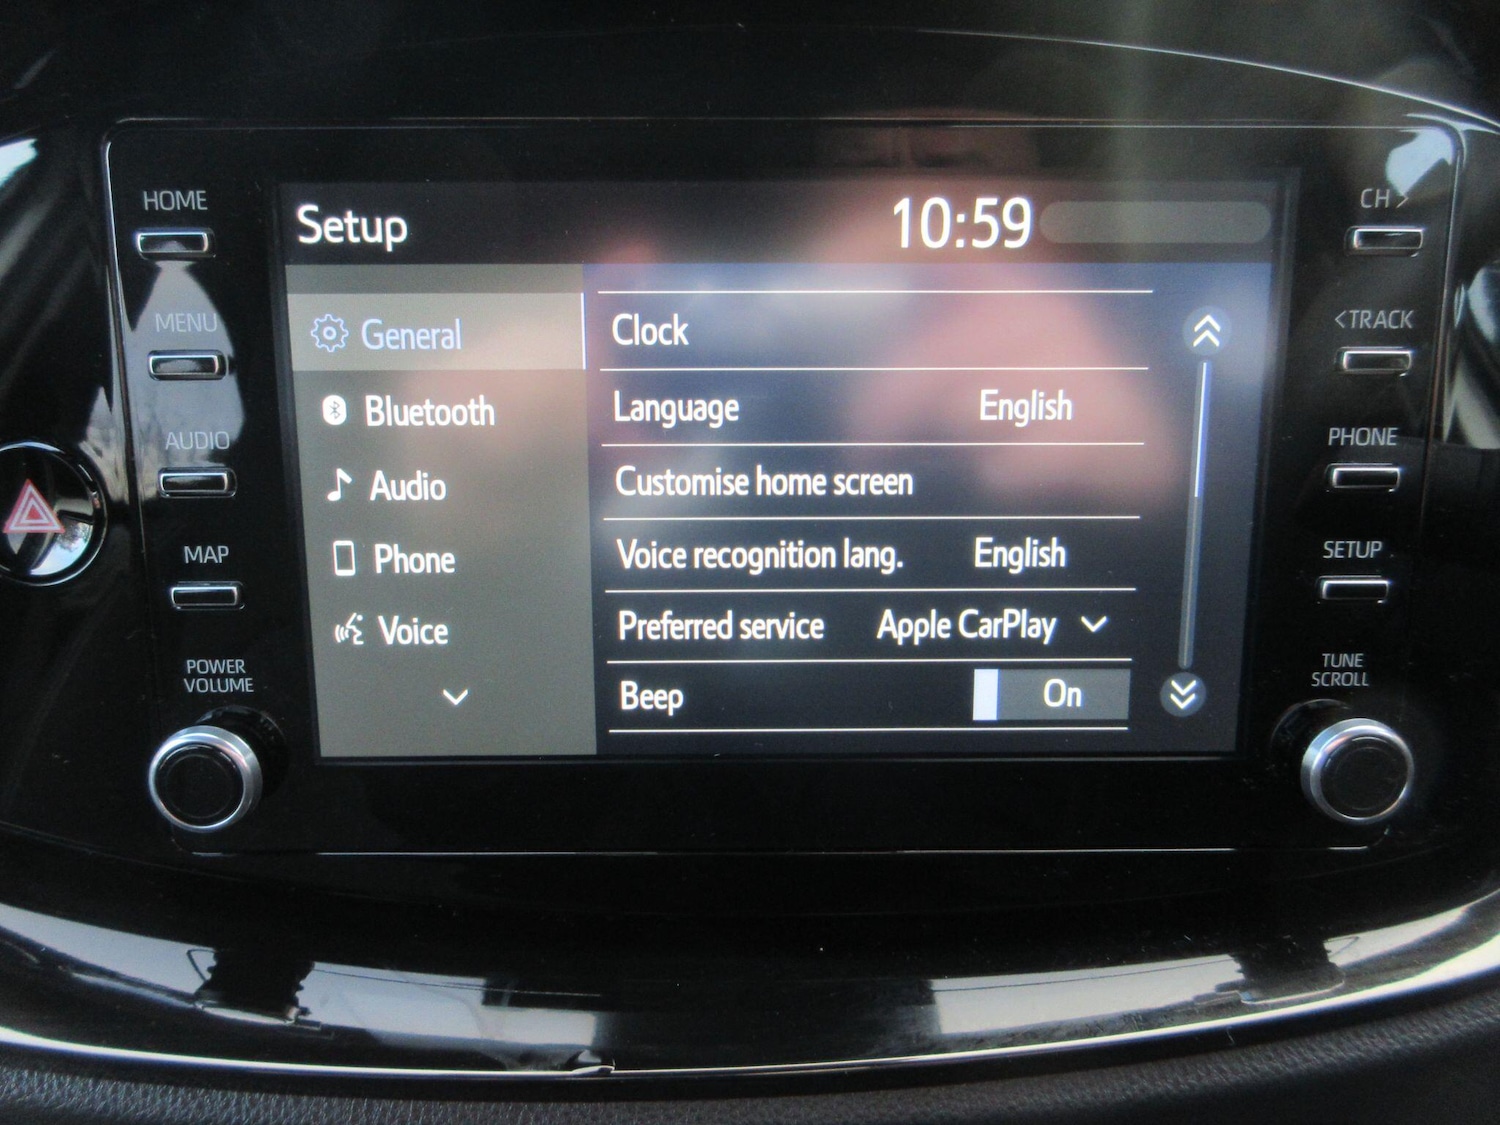 HOME
MENU
AUDIO
MAP
POWER
VOLUME
Setup
10:59
General
Bluetooth
Audio
Phone
Voice
Clock
Language English
Customise home screen
Voice recognition lang. English
Preferred service Apple CarPlay
Beep On
CH >
<TRACK
PHONE
SETUP
TUNE
SCROLL